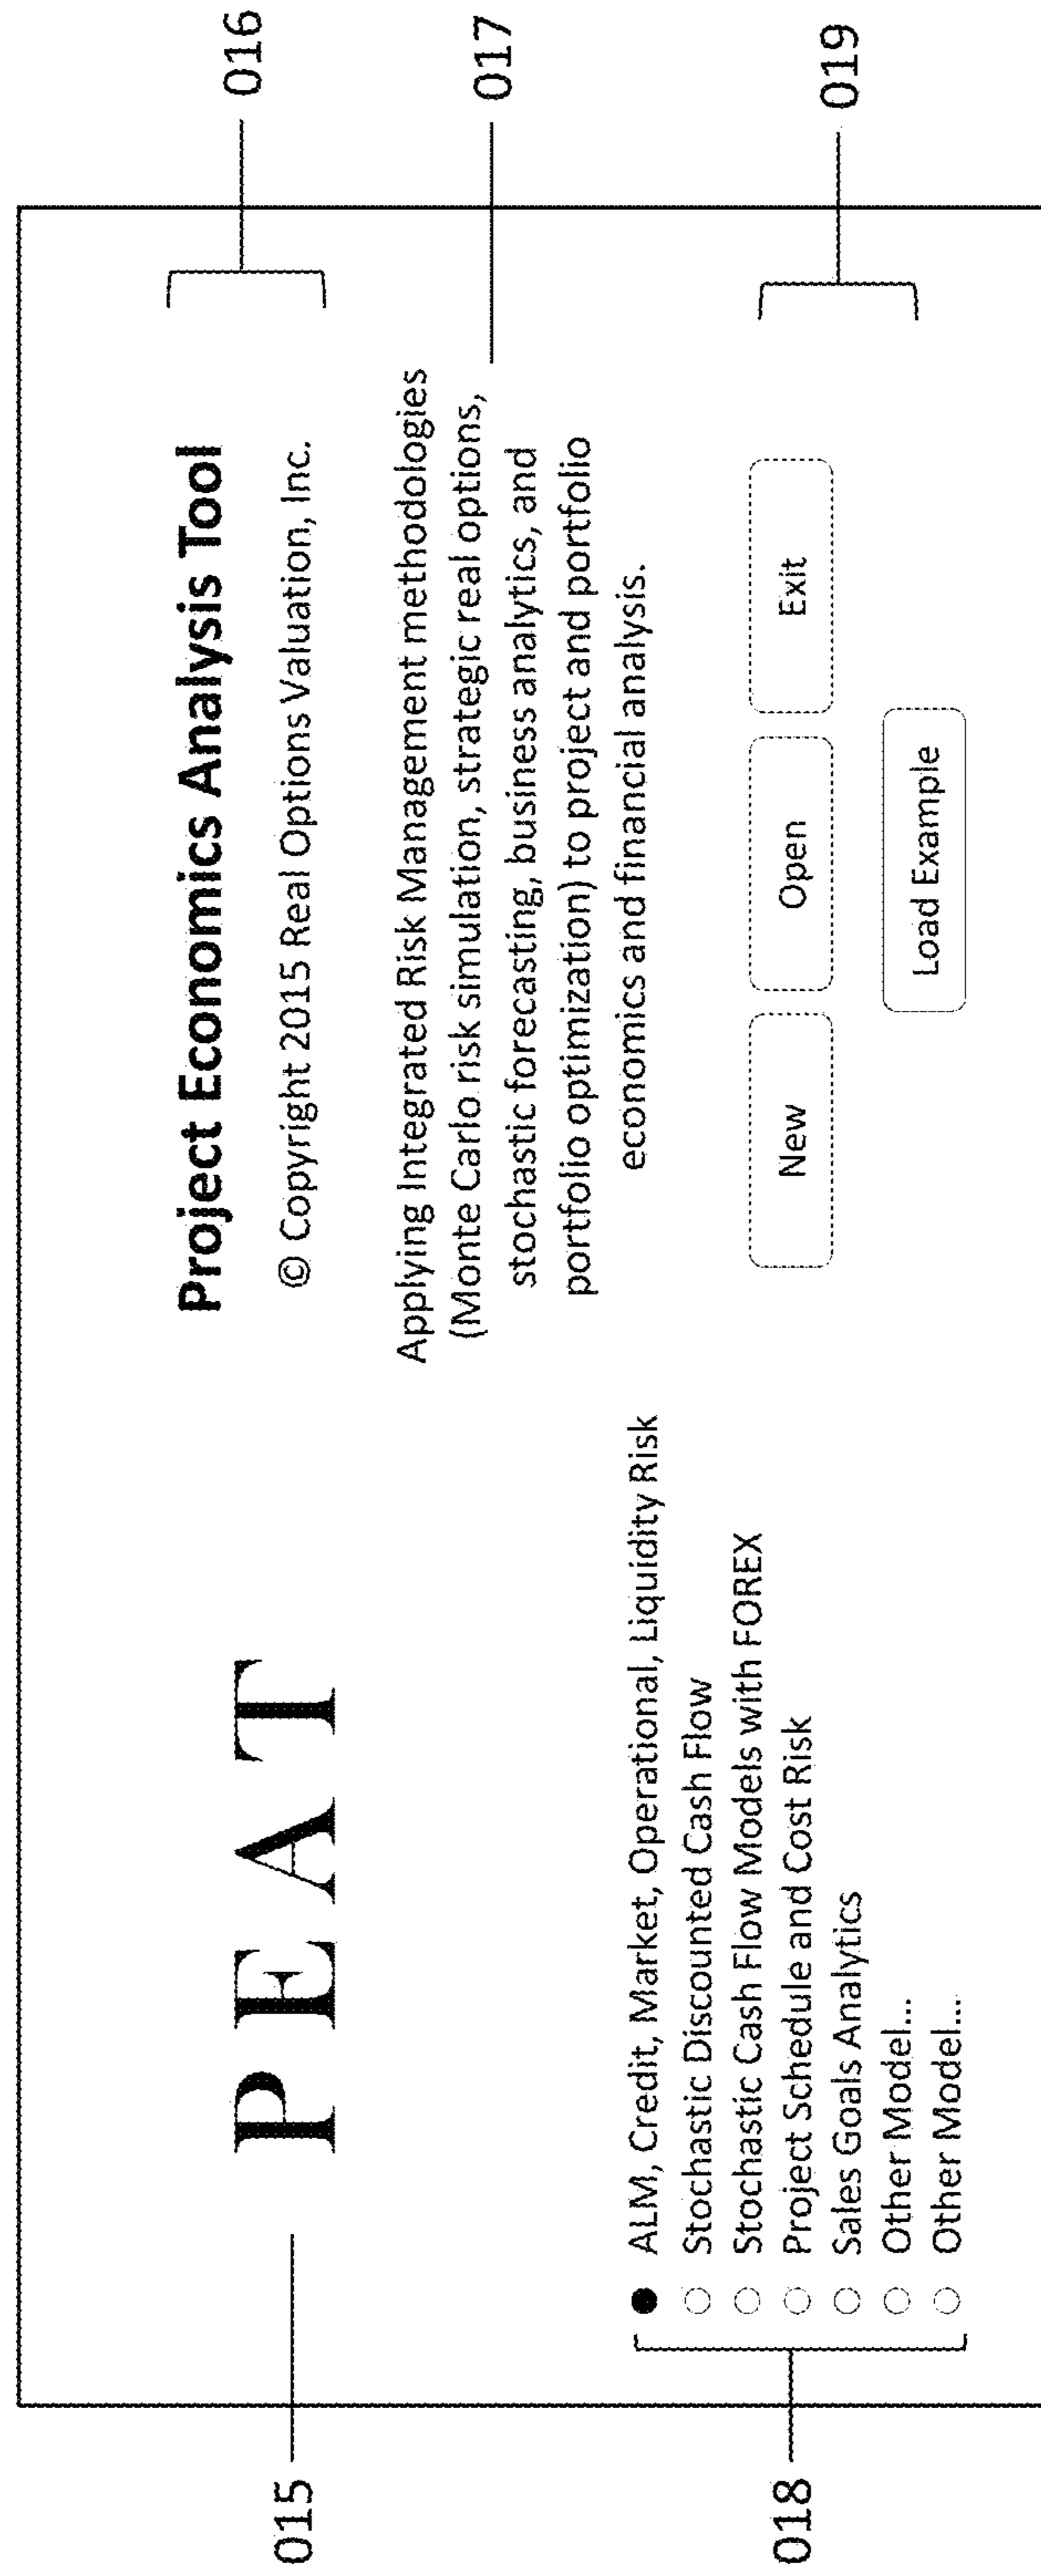 015
P E A T
Project Economics Analysis Tool
© Copyright 2015 Real Options Valuation, Inc.
016
Applying Integrated Risk Management methodologies
(Monte Carlo risk simulation, strategic real options,
stochastic forecasting, business analytics, and
portfolio optimization) to project and portfolio
economics and financial analysis.
017
018
ALM, Credit, Market, Operational, Liquidity Risk
Stochastic Discounted Cash Flow
Stochastic Cash Flow Models with FOREX
Project Schedule and Cost Risk
Sales Goals Analytics
Other Model...
Other Model...
New
Open
Exit
Load Example
019